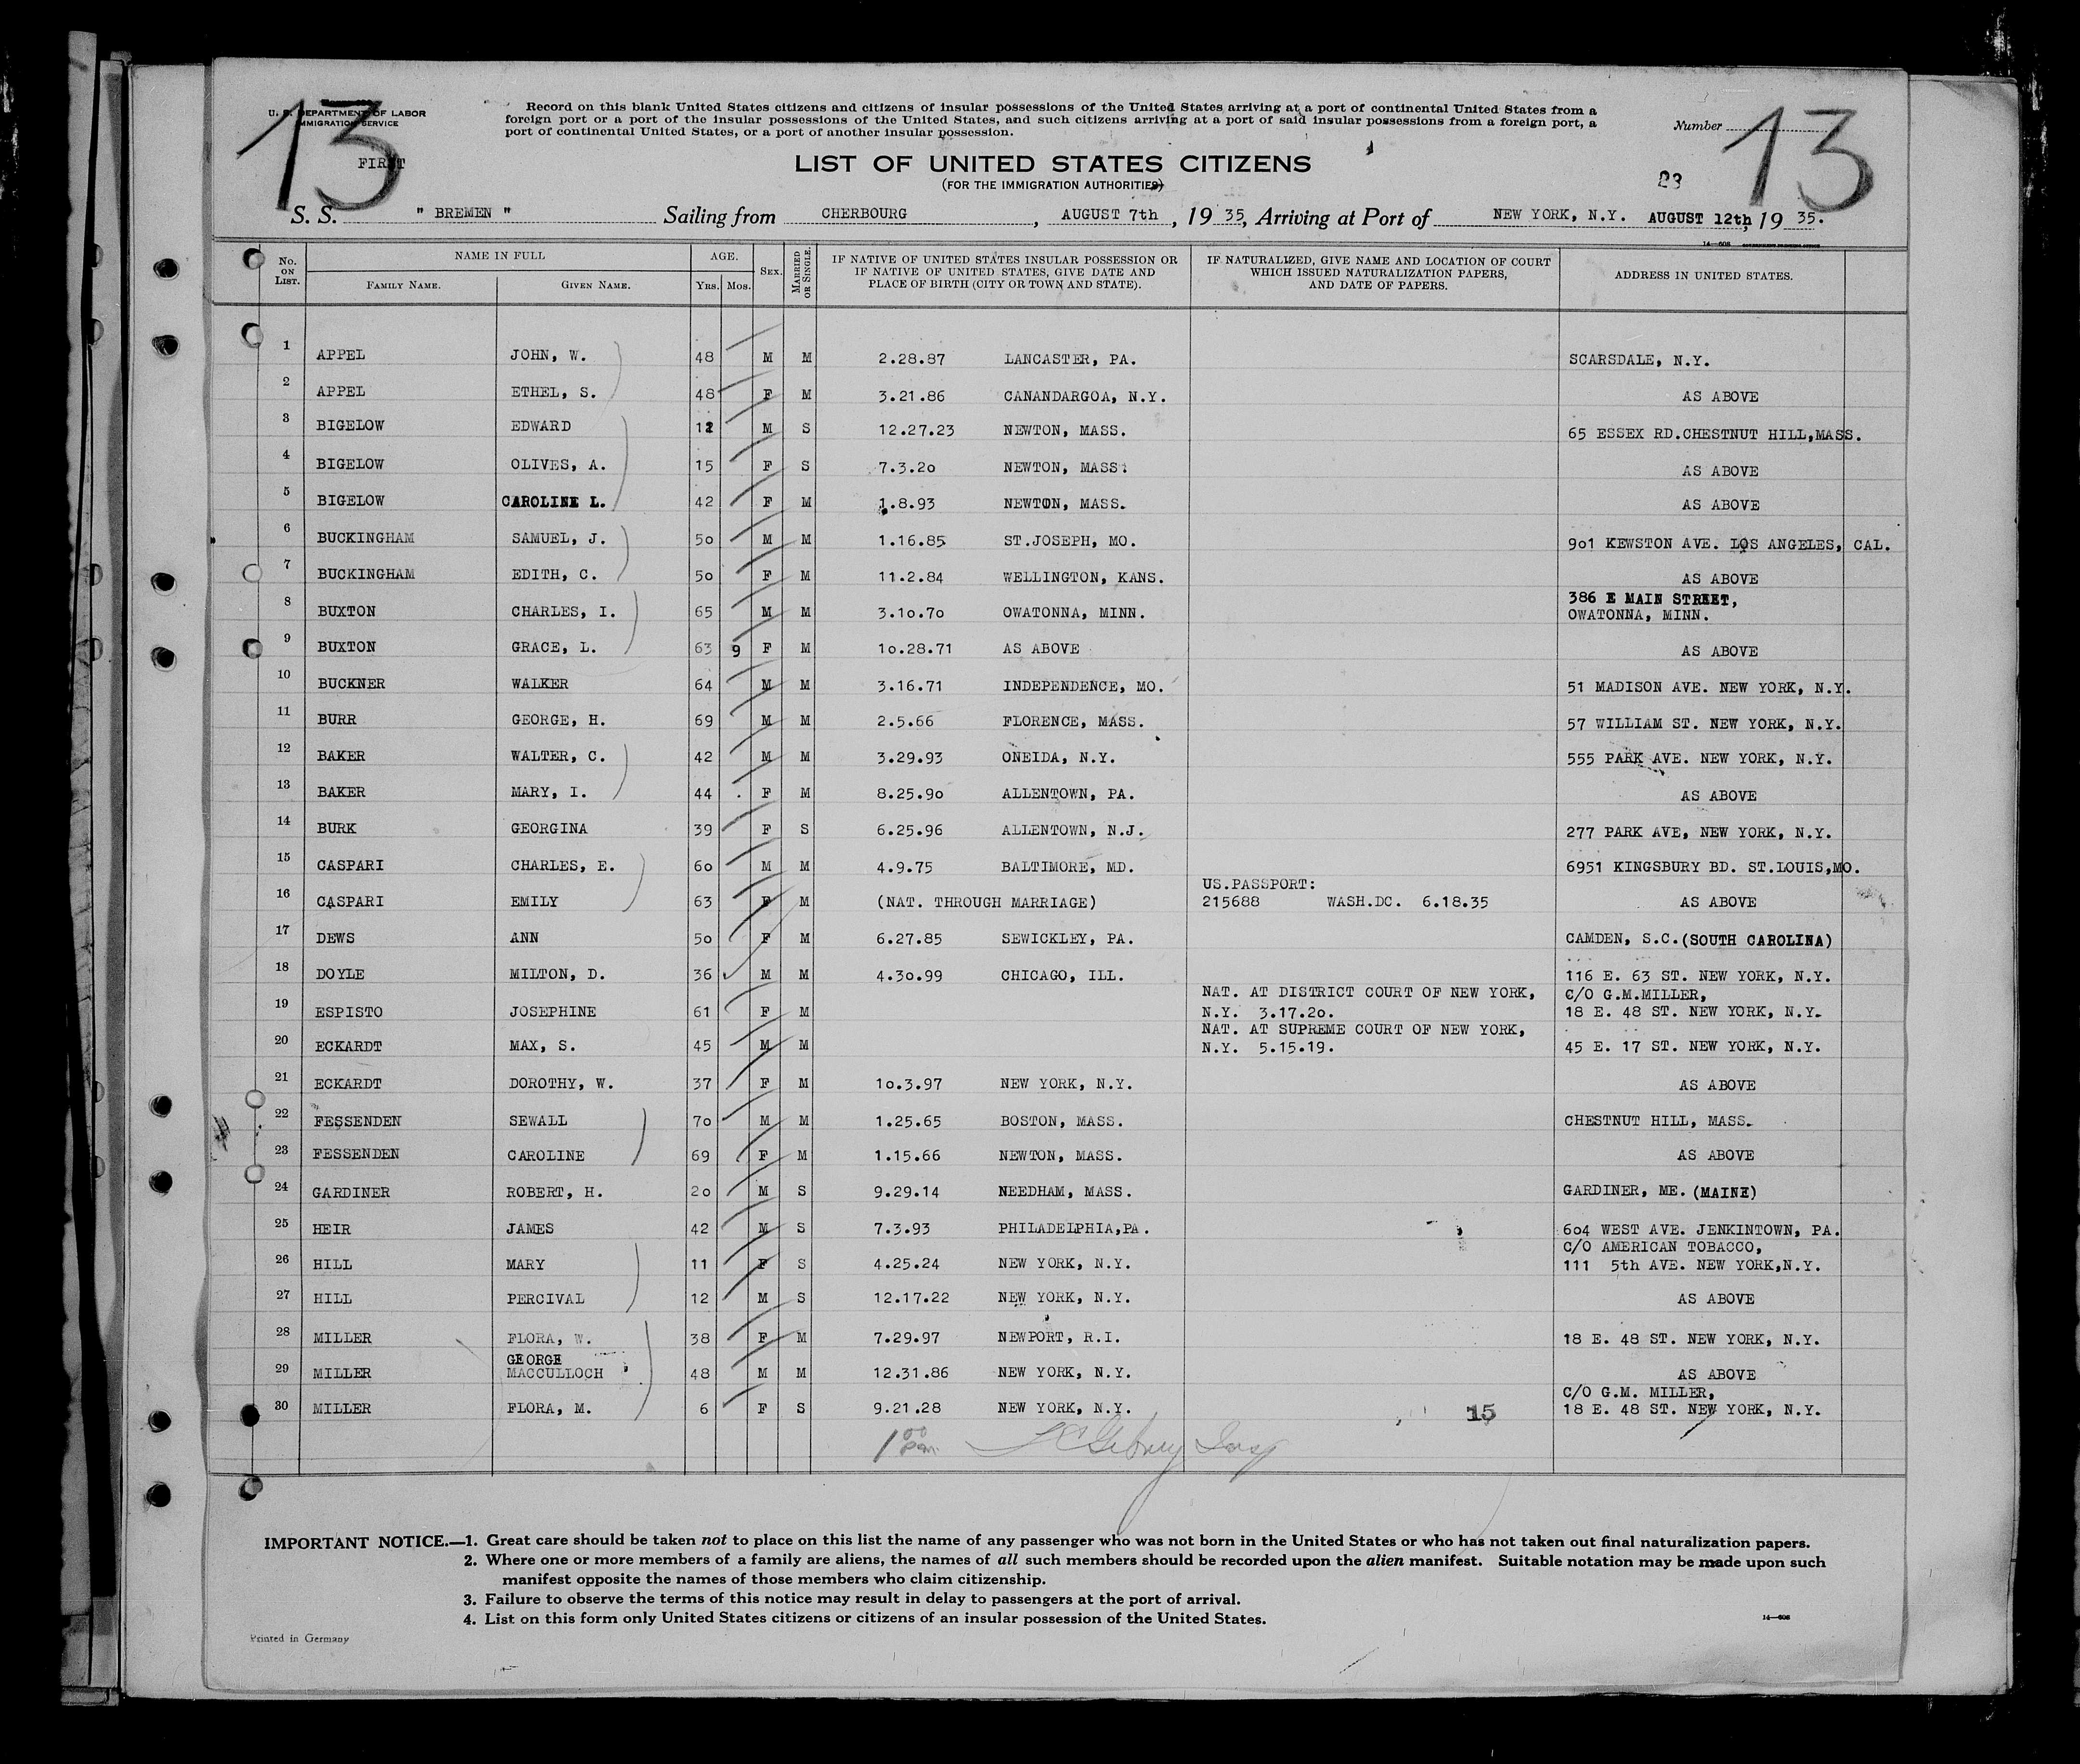 13
U. S. DEPARTMENT OF LABOR
IMMIGRATION SERVICE
FIRST
Record on this blank United States citizens and citizens of insular possessions of the United States arriving at a port of continental United States from a
foreign port or a port of the insular possessions of the United States, and such citizens arriving at a port of said insular possessions from a foreign port, a
port of continental United States, or a port of another insular possession.
Number
13
LIST OF UNITED STATES CITIZENS
(FOR THE IMMIGRATION AUTHORITIES)
23
S. S. " BREMEN " Sailing from CHERBOURG, AUGUST 7th, 19 35, Arriving at Port of NEW YORK, N.Y. AUGUST 12th, 19 35.
14—608
No. ON LIST. NAME IN FULL FAMILY NAME. GIVEN NAME. AGE. YRS. MOS. SEX. MARRIED OR SINGLE. IF NATIVE OF UNITED STATES INSULAR POSSESSION OR IF NATIVE OF UNITED STATES, GIVE DATE AND PLACE OF BIRTH (CITY OR TOWN AND STATE). IF NATURALIZED, GIVE NAME AND LOCATION OF COURT WHICH ISSUED NATURALIZATION PAPERS, AND DATE OF PAPERS. ADDRESS IN UNITED STATES.
1 APPEL JOHN, W. 48 M M 2.28.87 LANCASTER, PA. SCARSDALE, N.Y.
2 APPEL ETHEL, S. 48 F M 3.21.86 CANANDARGOA, N.Y. AS ABOVE
3 BIGELOW EDWARD 12 M S 12.27.23 NEWTON, MASS. 65 ESSEX RD.CHESTNUT HILL,MASS.
4 BIGELOW OLIVES, A. 15 F S 7.3.20 NEWTON, MASS. AS ABOVE
5 BIGELOW CAROLINE L. 42 F M 1.8.93 NEWTON, MASS. AS ABOVE
6 BUCKINGHAM SAMUEL, J. 50 M M 1.16.85 ST.JOSEPH, MO. 901 KEWSTON AVE. LOS ANGELES, CAL.
7 BUCKINGHAM EDITH, C. 50 F M 11.2.84 WELLINGTON, KANS. AS ABOVE
386 E MAIN STREET,
8 BUXTON CHARLES, I. 65 M M 3.10.70 OWATONNA, MINN. OWATONNA, MINN.
9 BUXTON GRACE, L. 63 9 F M 10.28.71 AS ABOVE AS ABOVE
10 BUCKNER WALKER 64 M M 3.16.71 INDEPENDENCE, MO. 51 MADISON AVE. NEW YORK, N.Y.
11 BURR GEORGE, H. 69 M M 2.5.66 FLORENCE, MASS. 57 WILLIAM ST. NEW YORK, N.Y.
12 BAKER WALTER, C. 42 M M 3.29.93 ONEIDA, N.Y. 555 PARK AVE. NEW YORK, N.Y.
13 BAKER MARY, I. 44 F M 8.25.90 ALLENTOWN, PA. AS ABOVE
14 BURK GEORGINA 39 F S 6.25.96 ALLENTOWN, N.J. 277 PARK AVE, NEW YORK, N.Y.
15 CASPARI CHARLES, E. 60 M M 4.9.75 BALTIMORE, MD. 6951 KINGSBURY BD. ST.LOUIS,MO.
US.PASSPORT:
16 CASPARI EMILY 63 F M (NAT. THROUGH MARRIAGE) 215688 WASH.DC. 6.18.35 AS ABOVE
17 DEWS ANN 50 F M 6.27.85 SEWICKLEY, PA. CAMDEN, S.C.(SOUTH CAROLINA)
18 DOYLE MILTON, D. 36 M M 4.30.99 CHICAGO, ILL. 116 E. 63 ST. NEW YORK, N.Y.
NAT. AT DISTRICT COURT OF NEW YORK, C/O G.M.MILLER,
19 ESPISTO JOSEPHINE 61 F M N.Y. 3.17.20. 18 E. 48 ST. NEW YORK, N.Y.
NAT. AT SUPREME COURT OF NEW YORK,
20 ECKARDT MAX, S. 45 M M N.Y. 5.15.19. 45 E. 17 ST. NEW YORK, N.Y.
21 ECKARDT DOROTHY, W. 37 F M 10.3.97 NEW YORK, N.Y. AS ABOVE
22 FESSENDEN SEWALL 70 M M 1.25.65 BOSTON, MASS. CHESTNUT HILL, MASS.
23 FESSENDEN CAROLINE 69 F M 1.15.66 NEWTON, MASS. AS ABOVE
24 GARDINER ROBERT, H. 20 M S 9.29.14 NEEDHAM, MASS. GARDINER, ME. (MAINE)
25 HEIR JAMES 42 M S 7.3.93 PHILADELPHIA,PA. 604 WEST AVE. JENKINTOWN, PA.
C/O AMERICAN TOBACCO,
26 HILL MARY 11 F S 4.25.24 NEW YORK, N.Y. 111 5th AVE. NEW YORK,N.Y.
27 HILL PERCIVAL 12 M S 12.17.22 NEW YORK, N.Y. AS ABOVE
28 MILLER FLORA, W. 38 F M 7.29.97 NEWPORT, R.I. 18 E. 48 ST. NEW YORK, N.Y.
GEORGE
29 MILLER MACCULLOCH 48 M M 12.31.86 NEW YORK, N.Y. AS ABOVE
C/O G.M. MILLER,
30 MILLER FLORA, M. 6 F S 9.21.28 NEW YORK, N.Y. 18 E. 48 ST. NEW YORK, N.Y.
15
1 00 pm
IMPORTANT NOTICE.—1. Great care should be taken not to place on this list the name of any passenger who was not born in the United States or who has not taken out final naturalization papers.
2. Where one or more members of a family are aliens, the names of all such members should be recorded upon the alien manifest. Suitable notation may be made upon such
manifest opposite the names of those members who claim citizenship.
3. Failure to observe the terms of this notice may result in delay to passengers at the port of arrival.
4. List on this form only United States citizens or citizens of an insular possession of the United States.
14—608
Printed in Germany